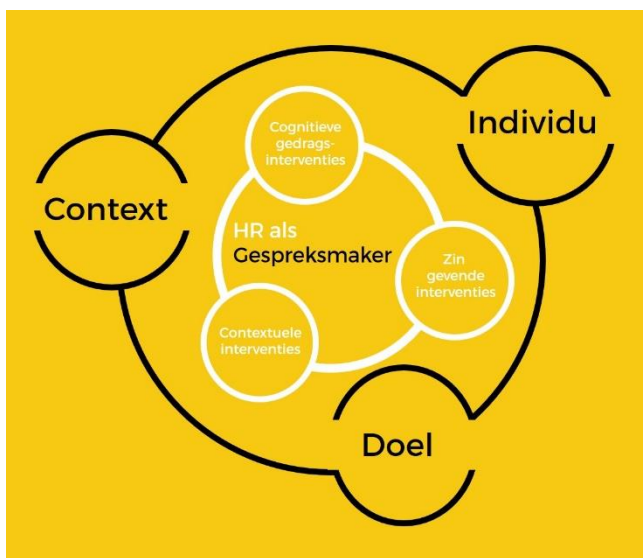 Individu
Cognitieve
gedrags-
interventies
Context
HR als
Gespreksmaker
Zin
gevende
interventies
Contextuele
interventies
Doel